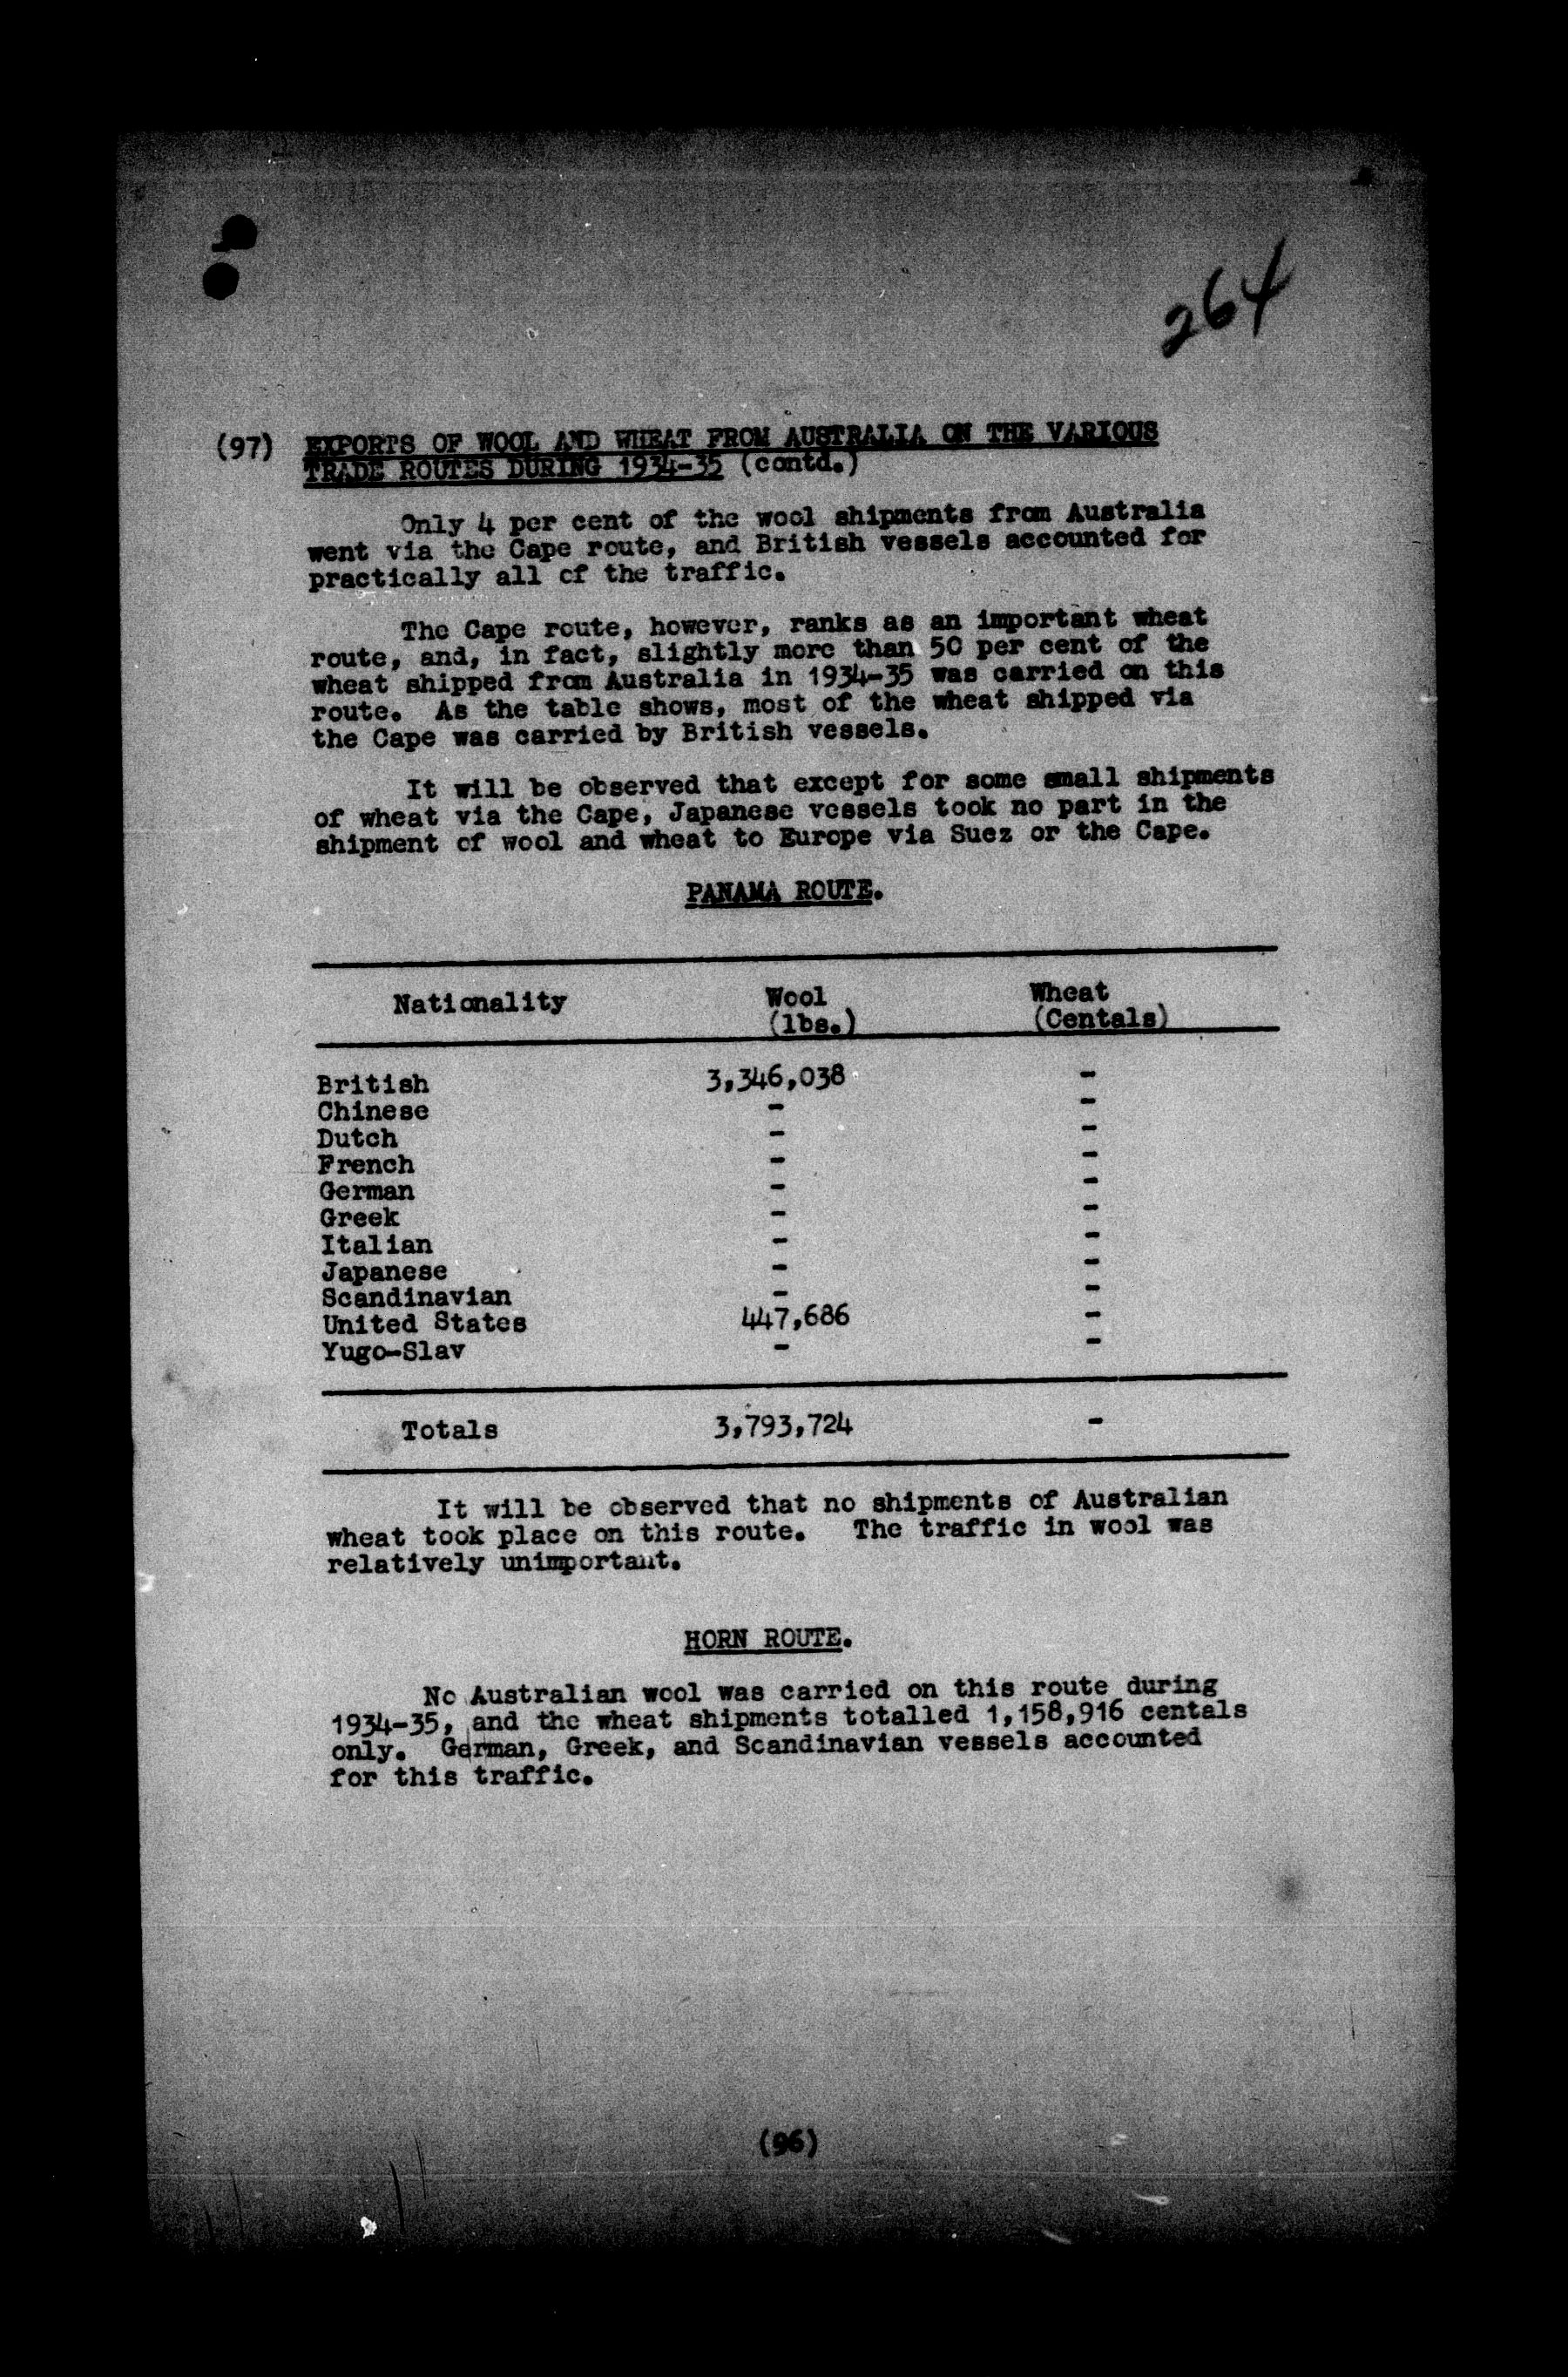 264
(97) EXPORTS OF WOOL AND WHEAT FROM AUSTRALIA ON THE VARIOUS
TRADE ROUTES DURING 1934-35 (contd.)
Only 4 per cent of the wool shipments from Australia
went via the Cape route, and British vessels accounted for
practically all of the traffic.
The Cape route, however, ranks as an important wheat
route, and, in fact, slightly more than 50 per cent of the
wheat shipped from Australia in 1934-35 was carried on this
route. As the table shows, most of the wheat shipped via
the Cape was carried by British vessels.
It will be observed that except for some small shipments
of wheat via the Cape, Japanese vessels took no part in the
shipment of wool and wheat to Europe via Suez or the Cape.
PANAMA ROUTE.
Nationality Wool Wheat
(lbs.) (Centals)
British 3,346,038 -
Chinese - -
Dutch - -
French - -
German - -
Greek - -
Italian - -
Japanese - -
Scandinavian - -
United States 447,686 -
Yugo-Slav - -
Totals 3,793,724 -
It will be observed that no shipments of Australian
wheat took place on this route. The traffic in wool was
relatively unimportant.
HORN ROUTE.
No Australian wool was carried on this route during
1934-35, and the wheat shipments totalled 1,158,916 centals
only. German, Greek, and Scandinavian vessels accounted
for this traffic.
(96)